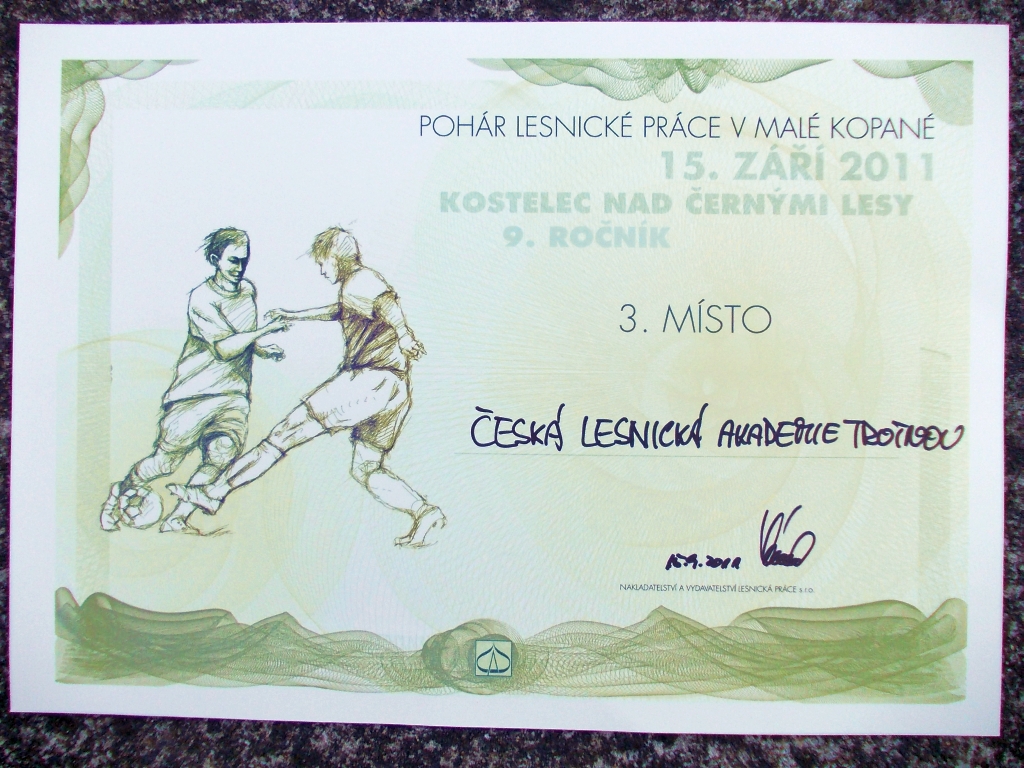 POHÁR LESNICKÉ PRÁCE V MALÉ KOPANÉ
15. ZÁŘÍ 2011
KOSTELEC NAD ČERNÝMI LESY
9. ROČNÍK
3. MÍSTO
ČESKÁ LESNICKÁ AKADEMIE TRUTNOV
15.9.2011
NAKLADATELSTVÍ A VYDAVATELSTVÍ LESNICKÁ PRÁCE s.r.o.